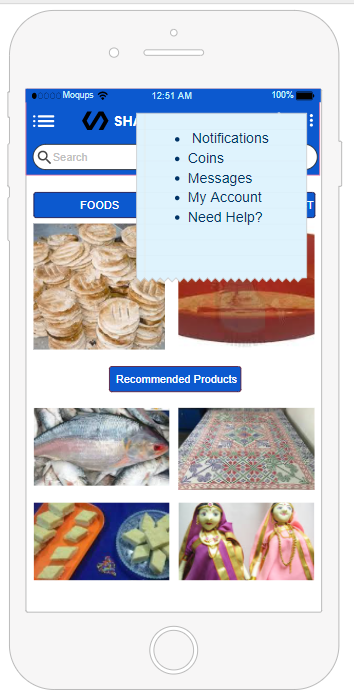 Moqups 12:51 AM 100%
SHA
Notifications
Coins
Messages
My Account
Need Help?
Search
FOODS
T
Recommended Products